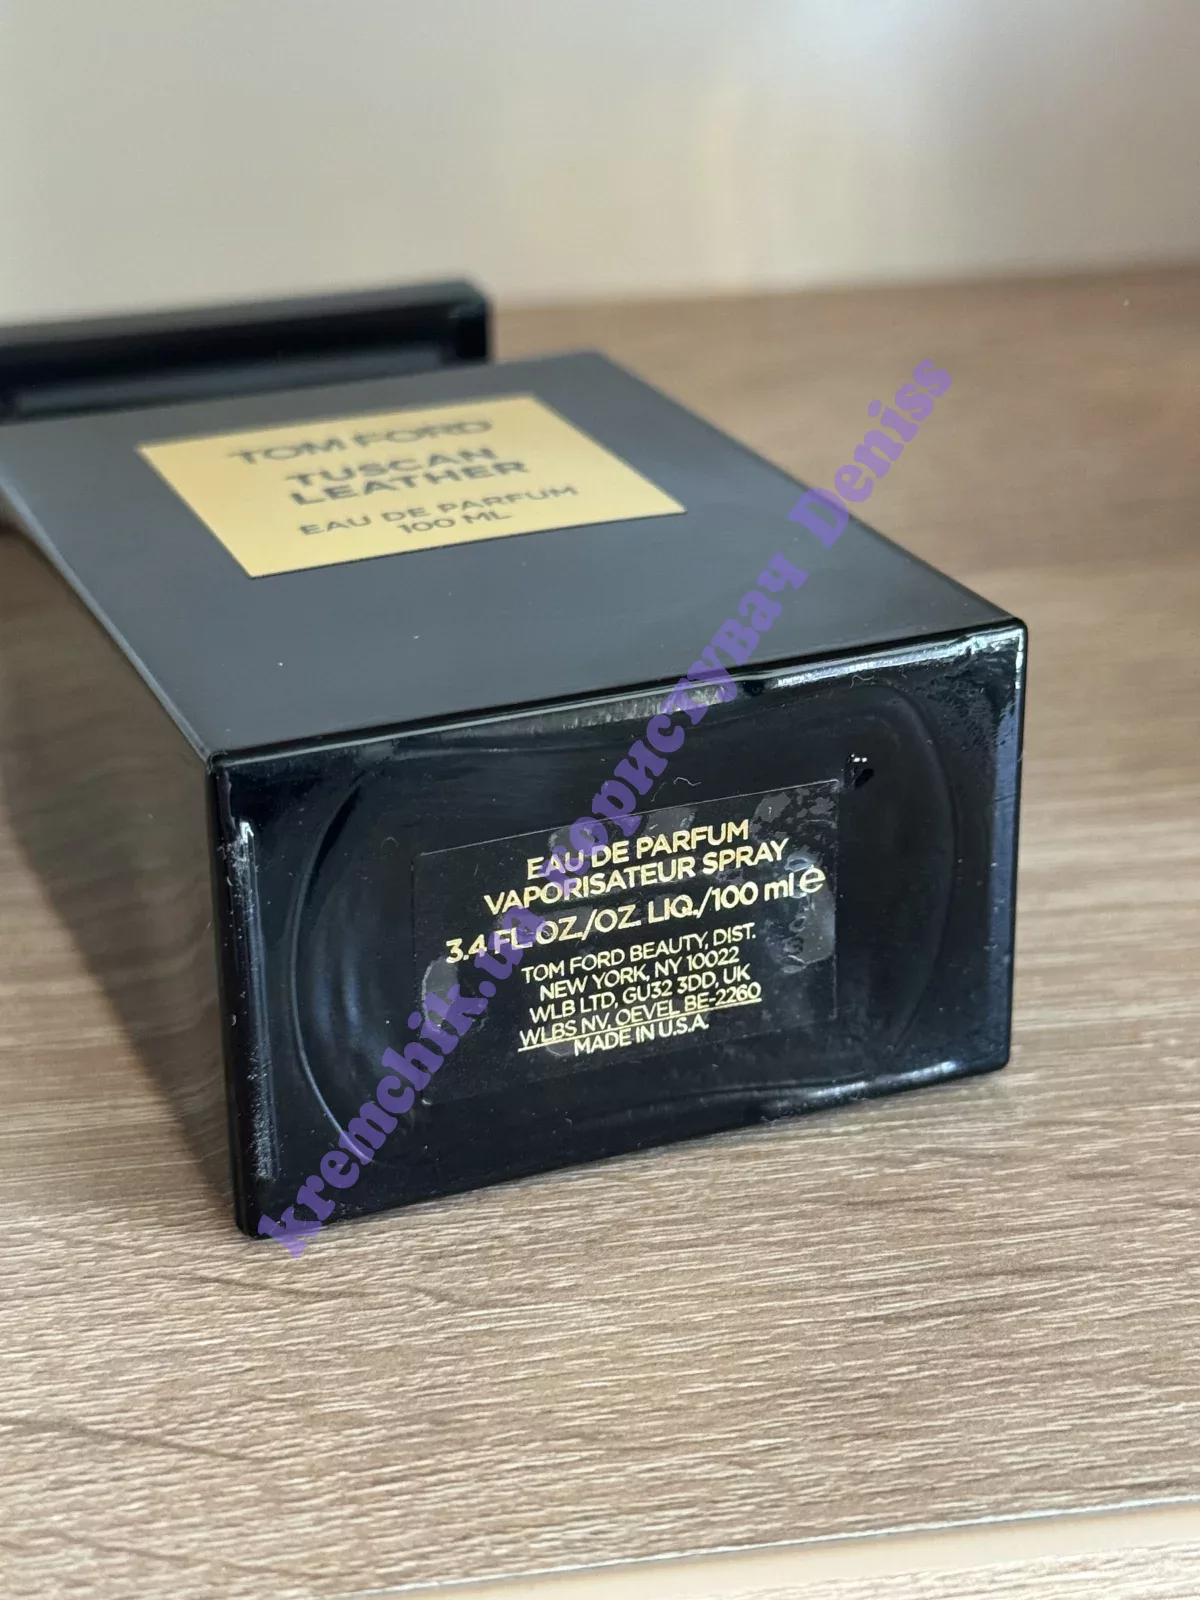 TOM FORD
TUSCAN
LEATHER
EAU DE PARFUM
100 ML
EAU DE PARFUM
VAPORISATEUR SPRAY
3.4 FL.OZ./OZ. LIQ./100 ml e
TOM FORD BEAUTY, DIST.
NEW YORK, NY 10022
WLB LTD, GU32 3DD, UK
WLBS NV, OEVEL BE-2260
MADE IN U.S.A.
kremchik.ua користувач Deniss